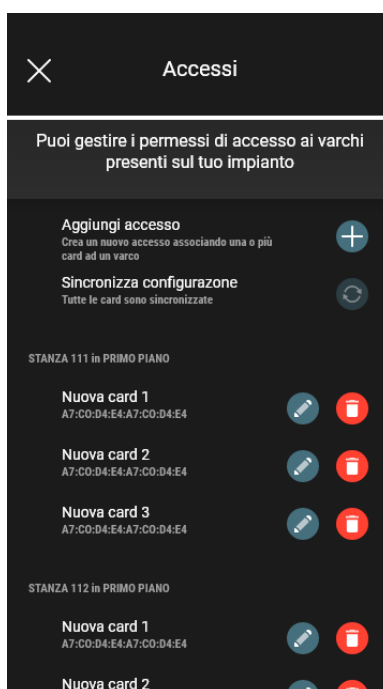 Accessi
Puoi gestire i permessi di accesso ai varchi
presenti sul tuo impianto
Aggiungi accesso
Crea un nuovo accesso associando una o più
card ad un varco
Sincronizza configurazone
Tutte le card sono sincronizzate
STANZA 111 in PRIMO PIANO
Nuova card 1
A7:C0:D4:E4:A7:C0:D4:E4
Nuova card 2
A7:C0:D4:E4:A7:C0:D4:E4
Nuova card 3
A7:C0:D4:E4:A7:C0:D4:E4
STANZA 112 in PRIMO PIANO
Nuova card 1
A7:C0:D4:E4:A7:C0:D4:E4
Nuova card 2